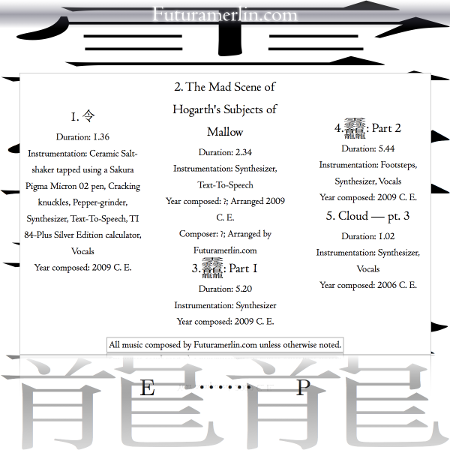 Futuramerlin.com
1. 令
Duration: 1.36
Instrumentation: Ceramic Salt-
shaker tapped using a Sakura
Pigma Micron 02 pen, Cracking
knuckles, Pepper-grinder,
Synthesizer, Text-To-Speech, TI
84-Plus Silver Edition calculator,
Vocals
Year composed: 2009 C. E.
2. The Mad Scene of
Hogarth's Subjects of
Mallow
Duration: 2.34
Instrumentation: Synthesizer,
Text-To-Speech
Year composed: ?; Arranged 2009
C. E.
Composer: ?; Arranged by
Futuramerlin.com
3. 𪚥: Part 1
Duration: 5.20
Instrumentation: Synthesizer
Year composed: 2009 C. E.
4. 𪚥: Part 2
Duration: 5.44
Instrumentation: Footsteps,
Synthesizer, Vocals
Year composed: 2009 C. E.
5. Cloud — pt. 3
Duration: 1.02
Instrumentation: Synthesizer,
Vocals
Year composed: 2006 C. E.
All music composed by Futuramerlin.com unless otherwise noted.
龍龍
E ······· P